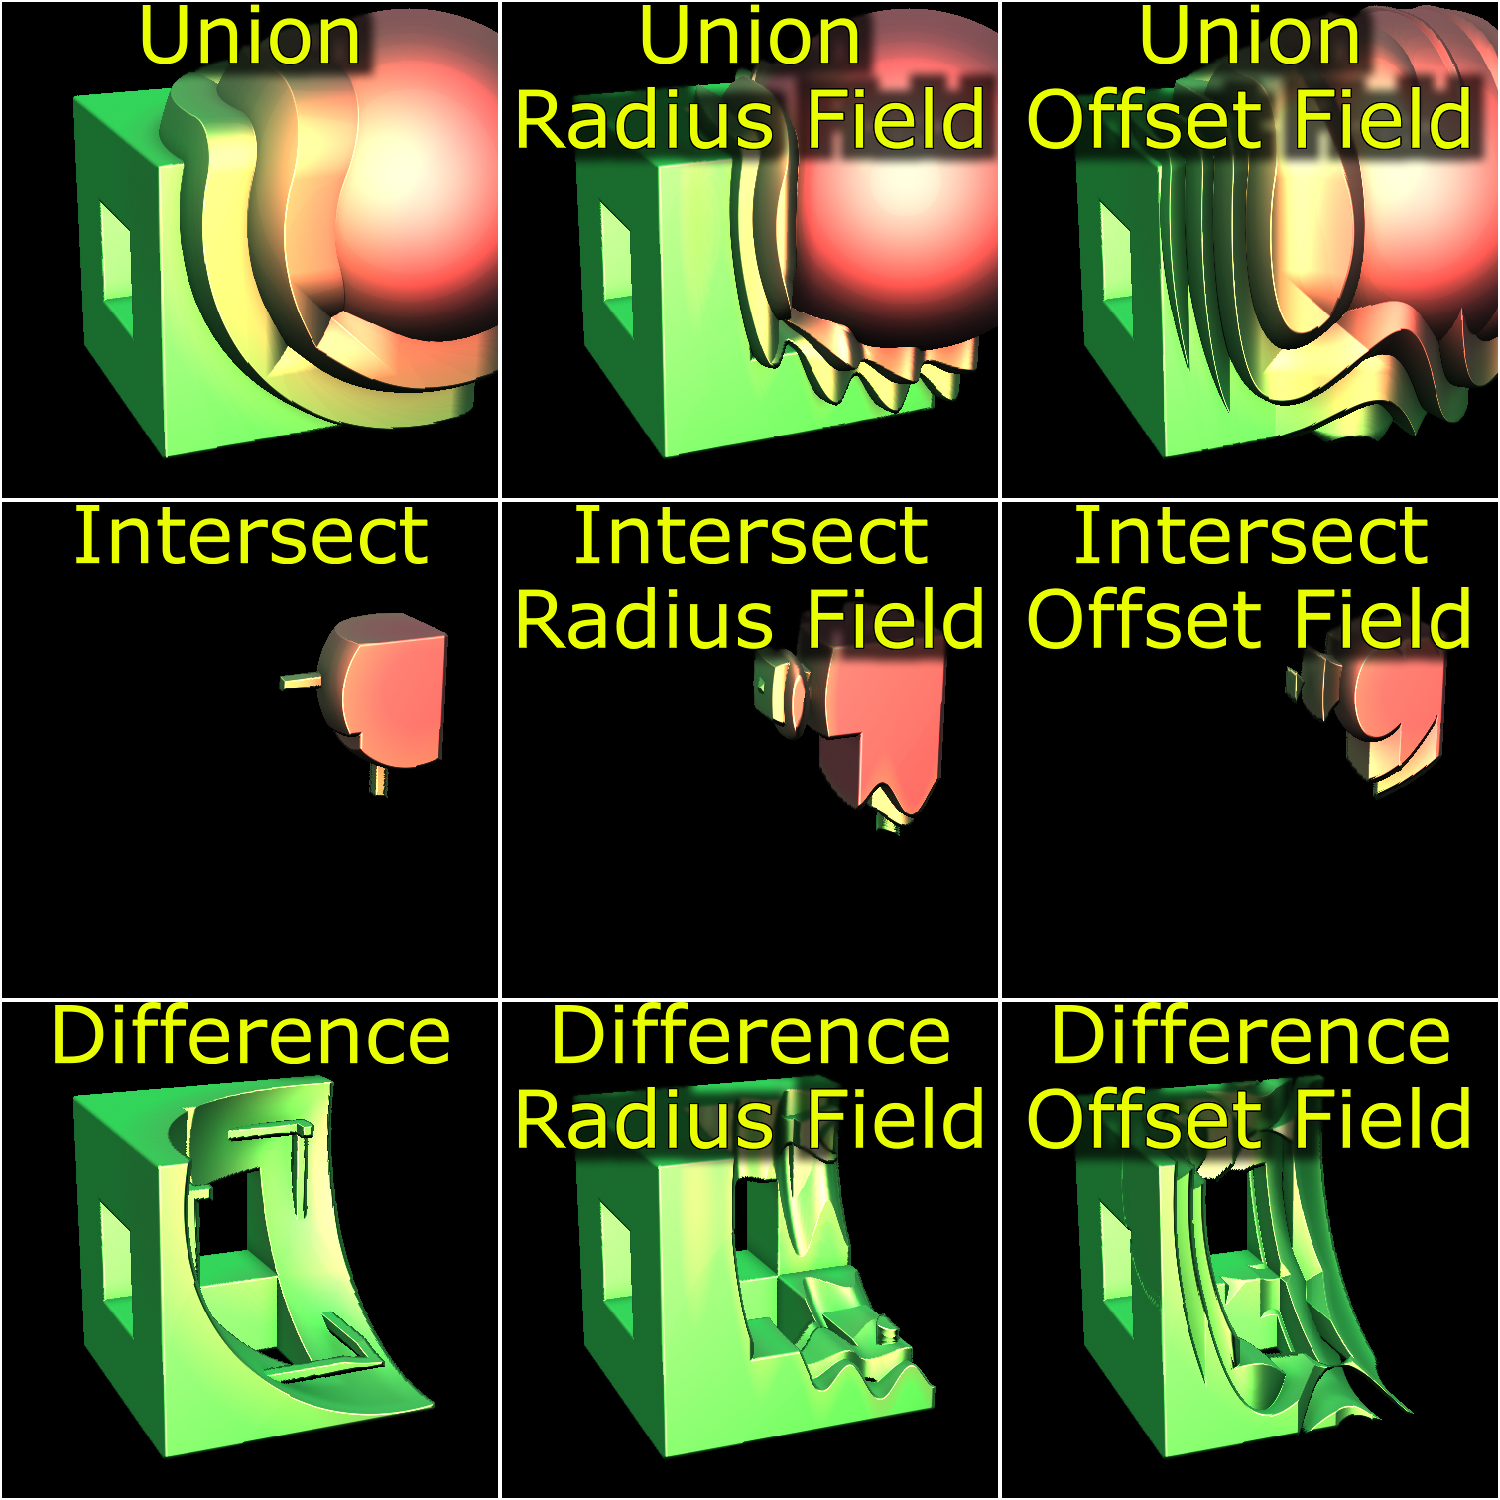 Union
Union
Radius Field
Union
Offset Field
Intersect
Intersect
Radius Field
Intersect
Offset Field
Difference
Difference
Radius Field
Difference
Offset Field